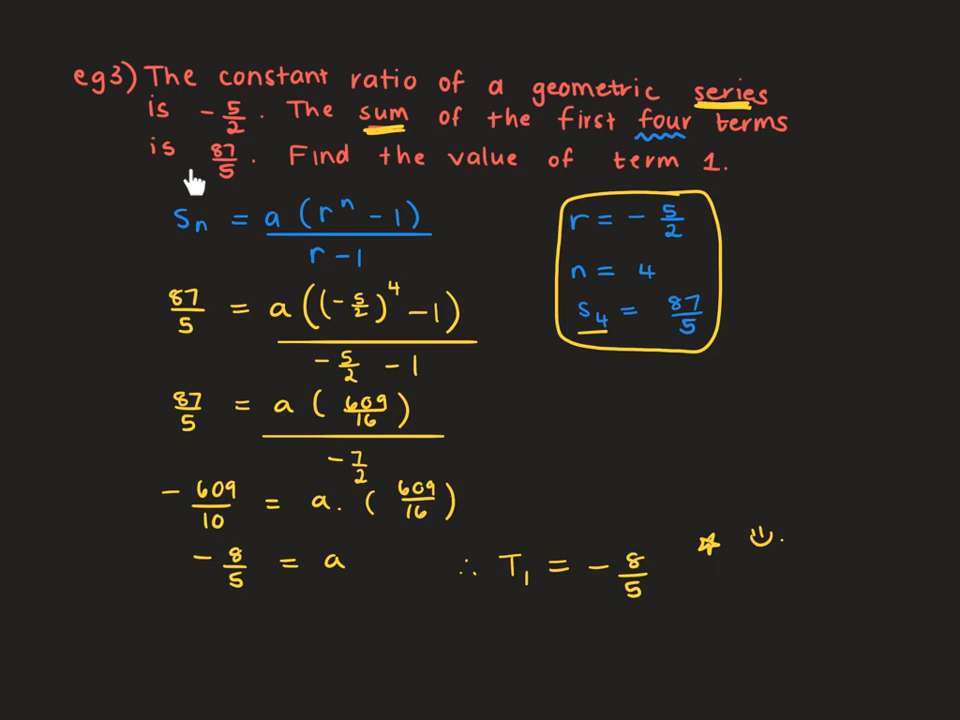 eg3) The constant ratio of a geometric series
is - 5/2. The sum of the first four terms
is 87/5. Find the value of term 1.
Sn = a (r^n - 1) / r - 1
r = - 5/2
n = 4
S4 = 87/5
87/5 = a((-5/2)^4 - 1) / -5/2 - 1
87/5 = a (609/16) / -7/2
- 609/10 = a. (609/16)
- 8/5 = a ∴ T1 = - 8/5